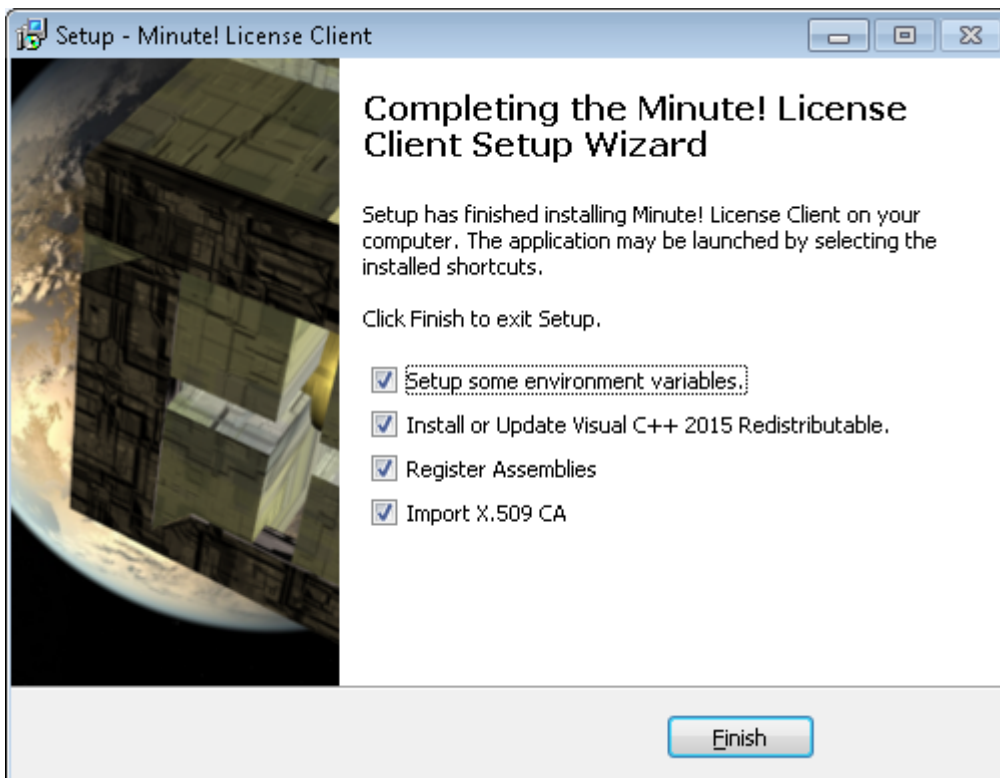 Setup - Minute! License Client
Completing the Minute! License
Client Setup Wizard
Setup has finished installing Minute! License Client on your
computer. The application may be launched by selecting the
installed shortcuts.
Click Finish to exit Setup.
Setup some environment variables.
Install or Update Visual C++ 2015 Redistributable.
Register Assemblies
Import X.509 CA
Finish